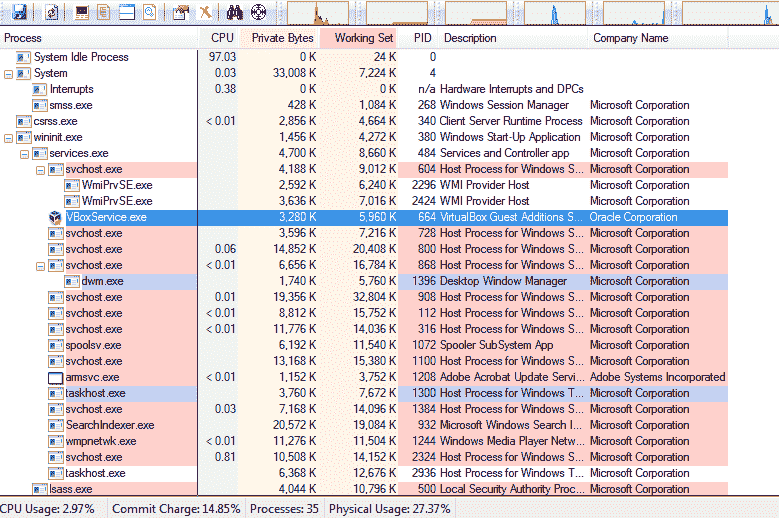 Process CPU Private Bytes Working Set PID Description Company Name
System Idle Process 97.03 0 K 24 K 0
System 0.03 33,008 K 7,224 K 4
Interrupts 0.38 0 K 0 K n/a Hardware Interrupts and DPCs
smss.exe 428 K 1,084 K 268 Windows Session Manager Microsoft Corporation
csrss.exe < 0.01 2,856 K 4,664 K 340 Client Server Runtime Process Microsoft Corporation
wininit.exe 1,456 K 4,272 K 380 Windows Start-Up Application Microsoft Corporation
services.exe 4,700 K 8,660 K 484 Services and Controller app Microsoft Corporation
svchost.exe 4,188 K 9,012 K 604 Host Process for Windows S... Microsoft Corporation
WmiPrvSE.exe 2,592 K 6,240 K 2296 WMI Provider Host Microsoft Corporation
WmiPrvSE.exe 3,636 K 7,016 K 2424 WMI Provider Host Microsoft Corporation
VBoxService.exe 3,280 K 5,960 K 664 VirtualBox Guest Additions S... Oracle Corporation
svchost.exe 3,596 K 7,216 K 728 Host Process for Windows S... Microsoft Corporation
svchost.exe 0.06 14,852 K 20,408 K 800 Host Process for Windows S... Microsoft Corporation
svchost.exe < 0.01 6,656 K 16,784 K 868 Host Process for Windows S... Microsoft Corporation
dwm.exe 1,740 K 5,760 K 1396 Desktop Window Manager Microsoft Corporation
svchost.exe 0.01 19,356 K 32,804 K 908 Host Process for Windows S... Microsoft Corporation
svchost.exe < 0.01 8,812 K 15,752 K 112 Host Process for Windows S... Microsoft Corporation
svchost.exe < 0.01 11,776 K 14,036 K 316 Host Process for Windows S... Microsoft Corporation
spoolsv.exe 6,192 K 11,540 K 1072 Spooler SubSystem App Microsoft Corporation
svchost.exe 13,168 K 15,380 K 1100 Host Process for Windows S... Microsoft Corporation
armsvc.exe < 0.01 1,152 K 3,752 K 1208 Adobe Acrobat Update Servi... Adobe Systems Incorporated
taskhost.exe 3,760 K 7,672 K 1300 Host Process for Windows T... Microsoft Corporation
svchost.exe 0.03 7,168 K 14,096 K 1384 Host Process for Windows S... Microsoft Corporation
SearchIndexer.exe 20,572 K 19,084 K 932 Microsoft Windows Search I... Microsoft Corporation
wmpnetwk.exe < 0.01 11,276 K 11,504 K 1244 Windows Media Player Netw... Microsoft Corporation
svchost.exe 0.81 10,508 K 14,152 K 2324 Host Process for Windows S... Microsoft Corporation
taskhost.exe 6,368 K 12,676 K 2936 Host Process for Windows T... Microsoft Corporation
lsass.exe 4,044 K 10,796 K 500 Local Security Authority Proc... Microsoft Corporation
CPU Usage: 2.97% Commit Charge: 14.85% Processes: 35 Physical Usage: 27.37%